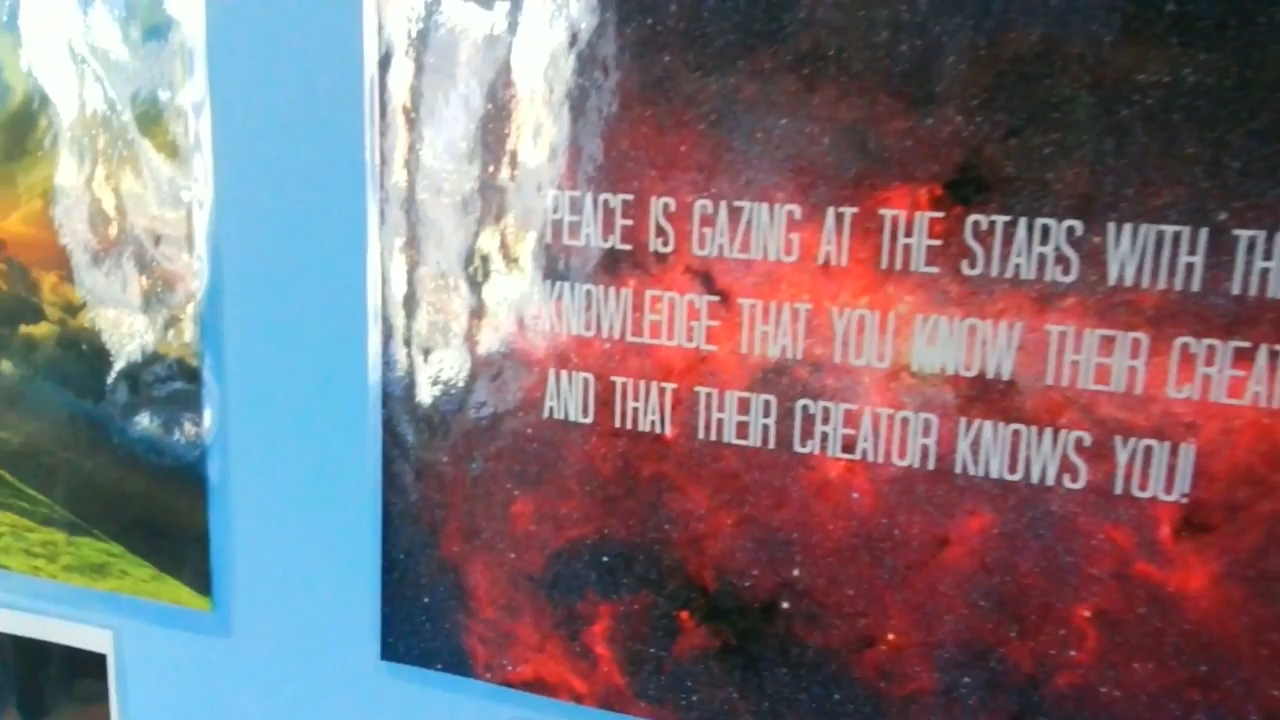 PEACE IS GAZING AT THE STARS WITH
KNOWLEDGE THAT YOU KNOW THEIR
AND THAT THEIR CREATOR KNOWS YOU!